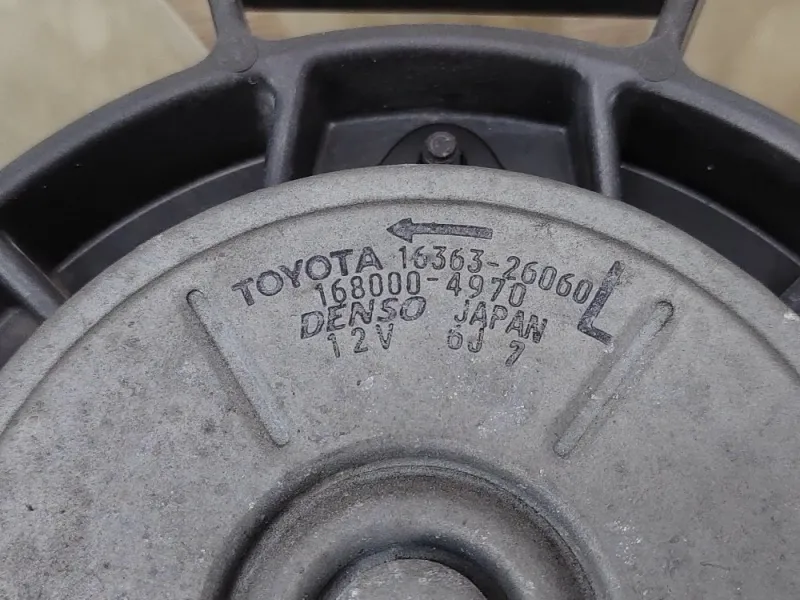 TOYOTA 16363-26060 L
168000-4970
DENSO JAPAN
12V 6J 7